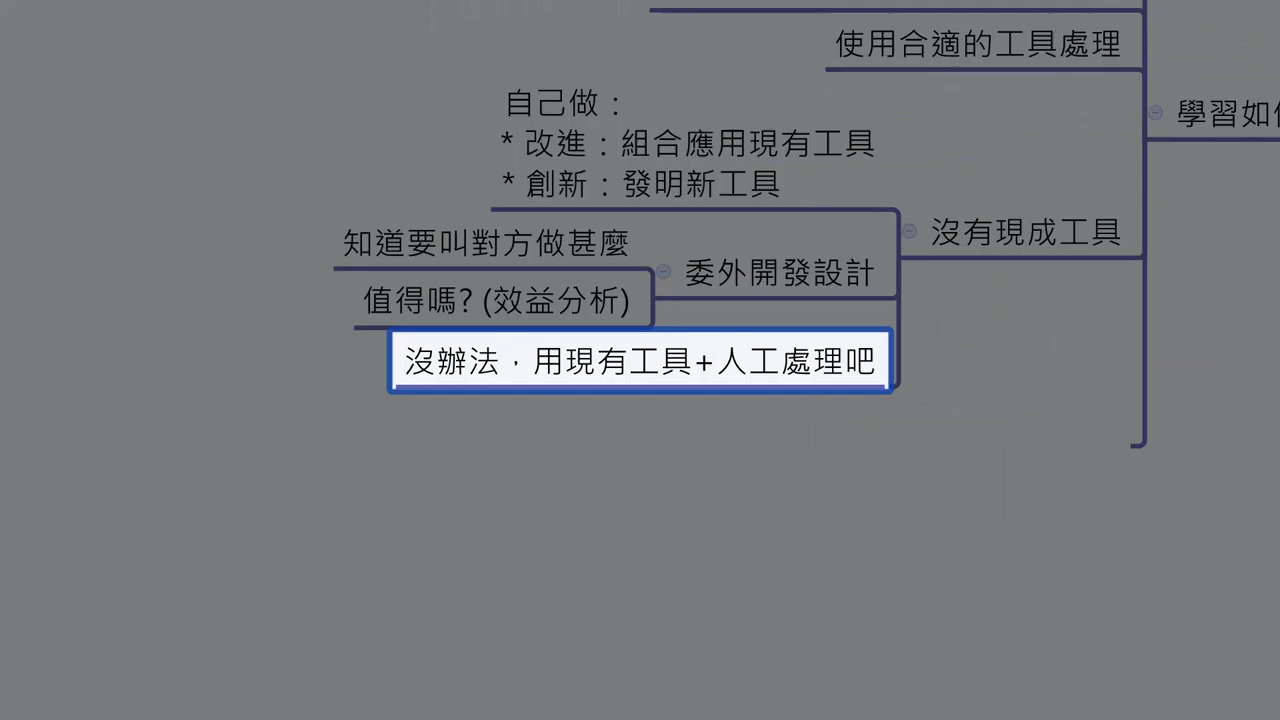 使用合適的工具處理
自己做：
* 改進：組合應用現有工具
* 創新：發明新工具
學習如
沒有現成工具
知道要叫對方做甚麼
委外開發設計
值得嗎? (效益分析)
沒辦法，用現有工具+人工處理吧